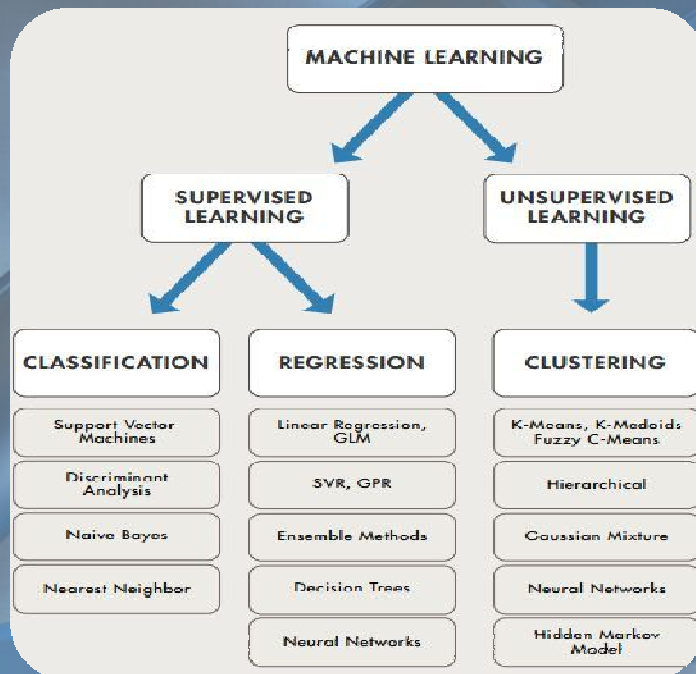 MACHINE LEARNING
SUPERVISED
LEARNING
UNSUPERVISED
LEARNING
CLASSIFICATION
Support Vector
Machines
Discriminant
Analysis
Naive Bayes
Nearest Neighbor
REGRESSION
Linear Regression,
GLM
SVR, GPR
Ensemble Methods
Decision Trees
Neural Networks
CLUSTERING
K-Means, K-Medoids
Fuzzy C-Means
Hierarchical
Gaussian Mixture
Neural Networks
Hidden Markov
Model